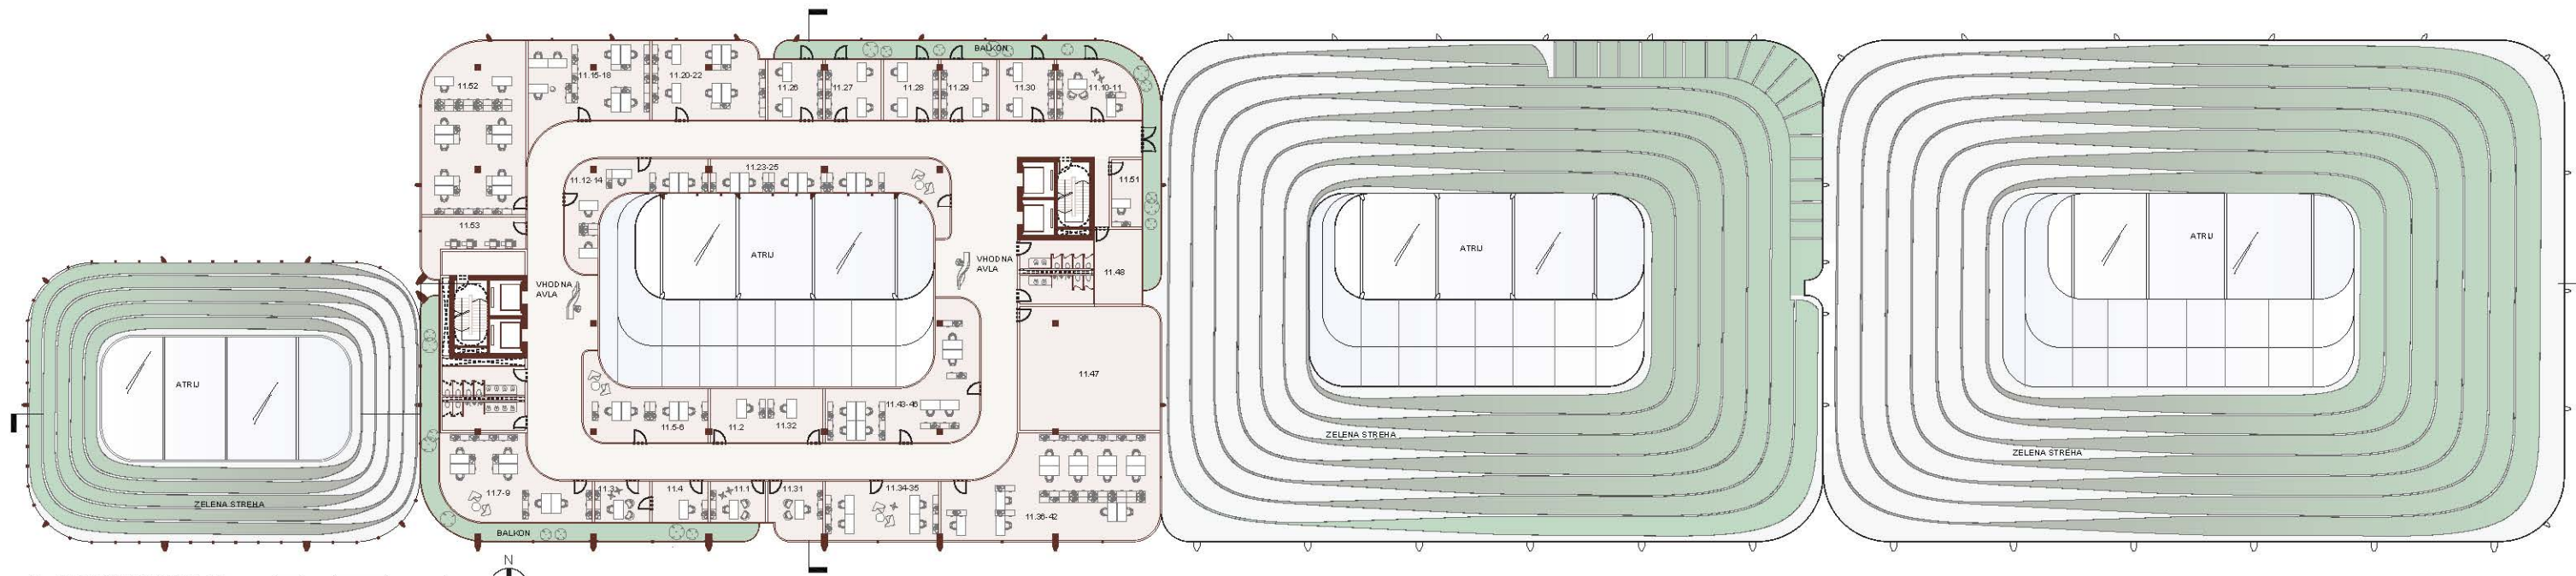 BALKON
11.15-18
11.20-22
11.52
11.26
11.27
11.28
11.29
11.30
11.10-11
11.23-25
11.12-14
11.51
11.53
VHODNA
AVLA
ATRIJ
VHODNA
AVLA
11.48
ATRIJ
ATRIJ
ATRIJ
11.47
11.5-6
11.2
11.32
11.43-46
ZELENA STREHA
ZELENA STREHA
ZELENA STREHA
11.7-9
11.3
11.4
11.1
11.31
11.34-35
11.36-42
BALKON
N